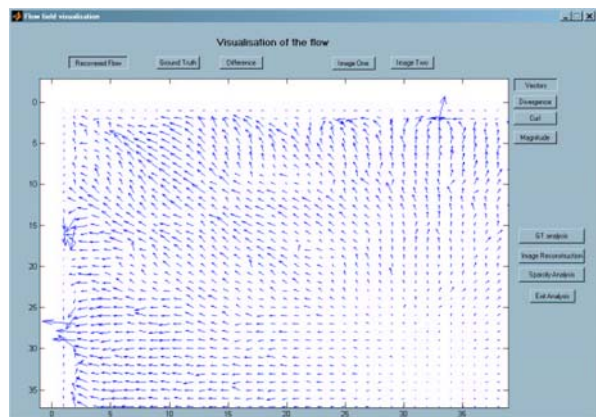 Flow field visualisation
Visualisation of the flow
Recovered Flow Ground Truth Difference Image One Image Two
Vectors
Divergence
Curl
Magnitude
GT analysis
Image Reconstruction
Sparsity Analysis
Exit Analysis
0
5
10
15
20
25
30
35
0 5 10 15 20 25 30 35